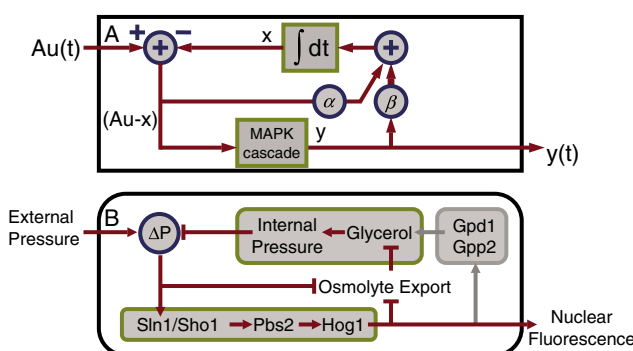 A
Au(t)
+
−
+
x
∫ dt
+
α
β
(Au-x)
MAPK
cascade
y
y(t)
B
External
Pressure
ΔP
Internal
Pressure
Glycerol
Gpd1
Gpp2
Osmolyte Export
Sln1/Sho1
Pbs2
Hog1
Nuclear
Fluorescence